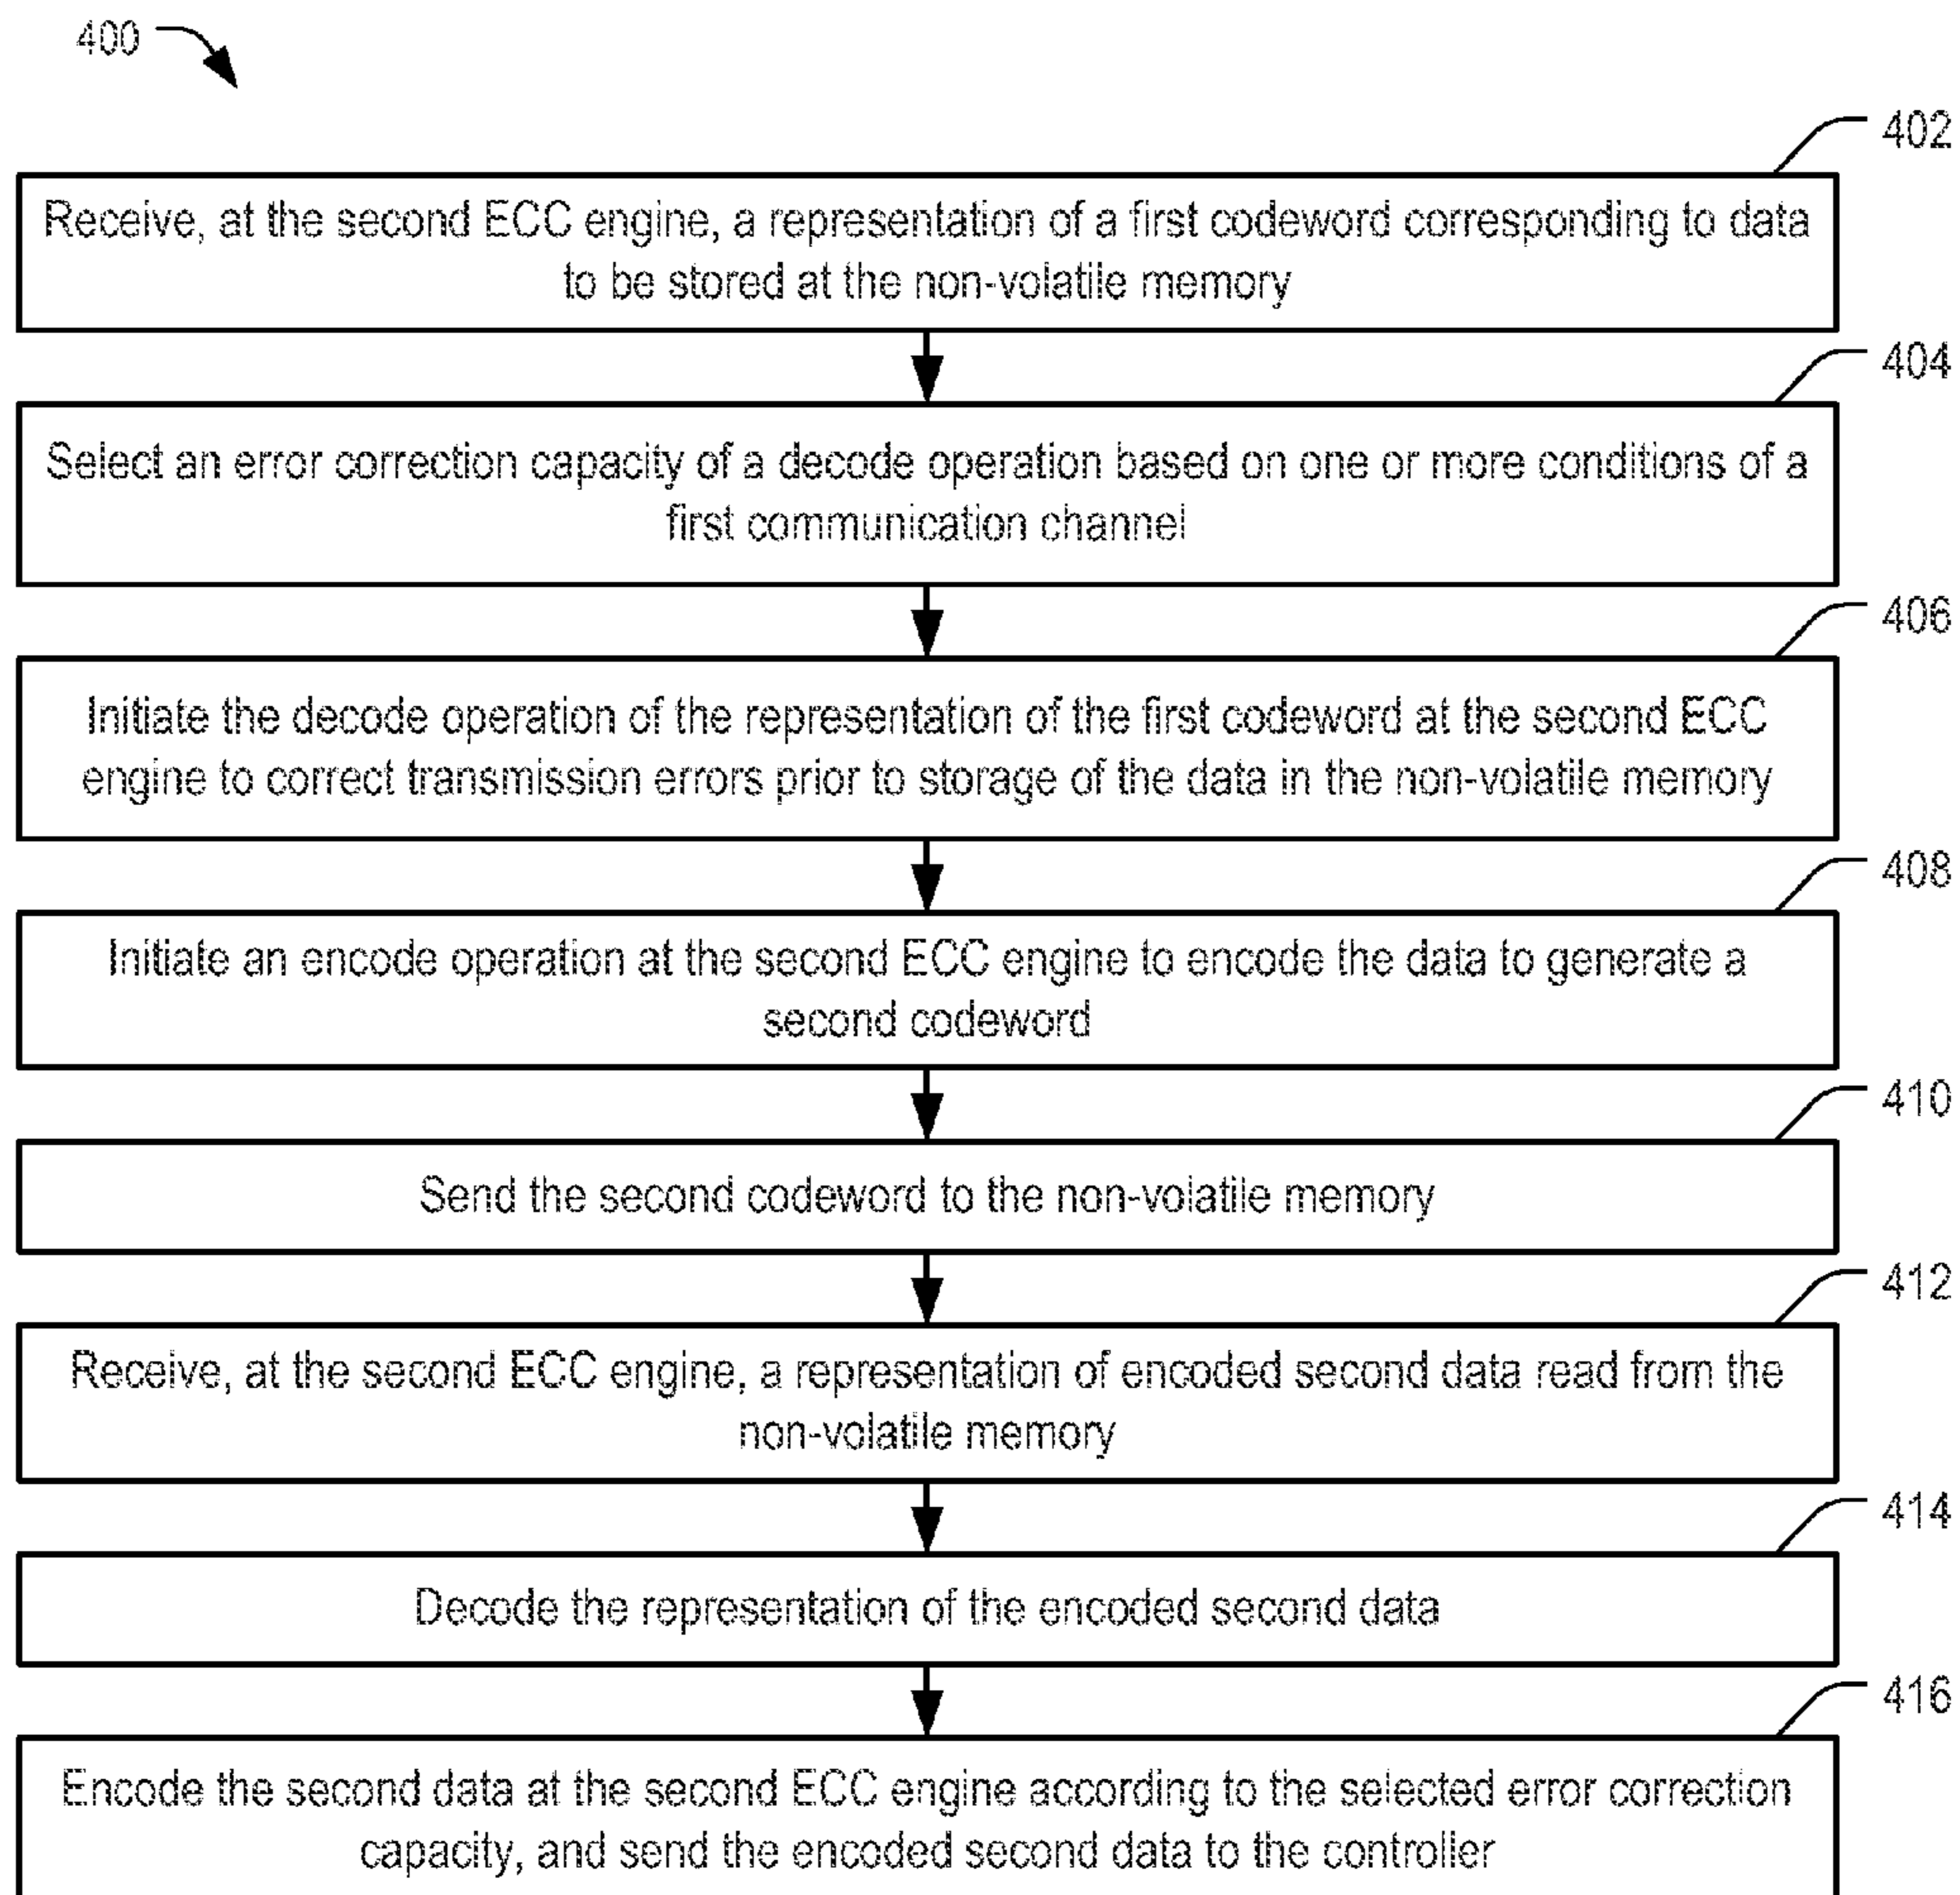 400
402
Receive, at the second ECC engine, a representation of a first codeword corresponding to data
to be stored at the non-volatile memory
404
Select an error correction capacity of a decode operation based on one or more conditions of a
first communication channel
406
Initiate the decode operation of the representation of the first codeword at the second ECC
engine to correct transmission errors prior to storage of the data in the non-volatile memory
408
Initiate an encode operation at the second ECC engine to encode the data to generate a
second codeword
410
Send the second codeword to the non-volatile memory
412
Receive, at the second ECC engine, a representation of encoded second data read from the
non-volatile memory
414
Decode the representation of the encoded second data
416
Encode the second data at the second ECC engine according to the selected error correction
capacity, and send the encoded second data to the controller